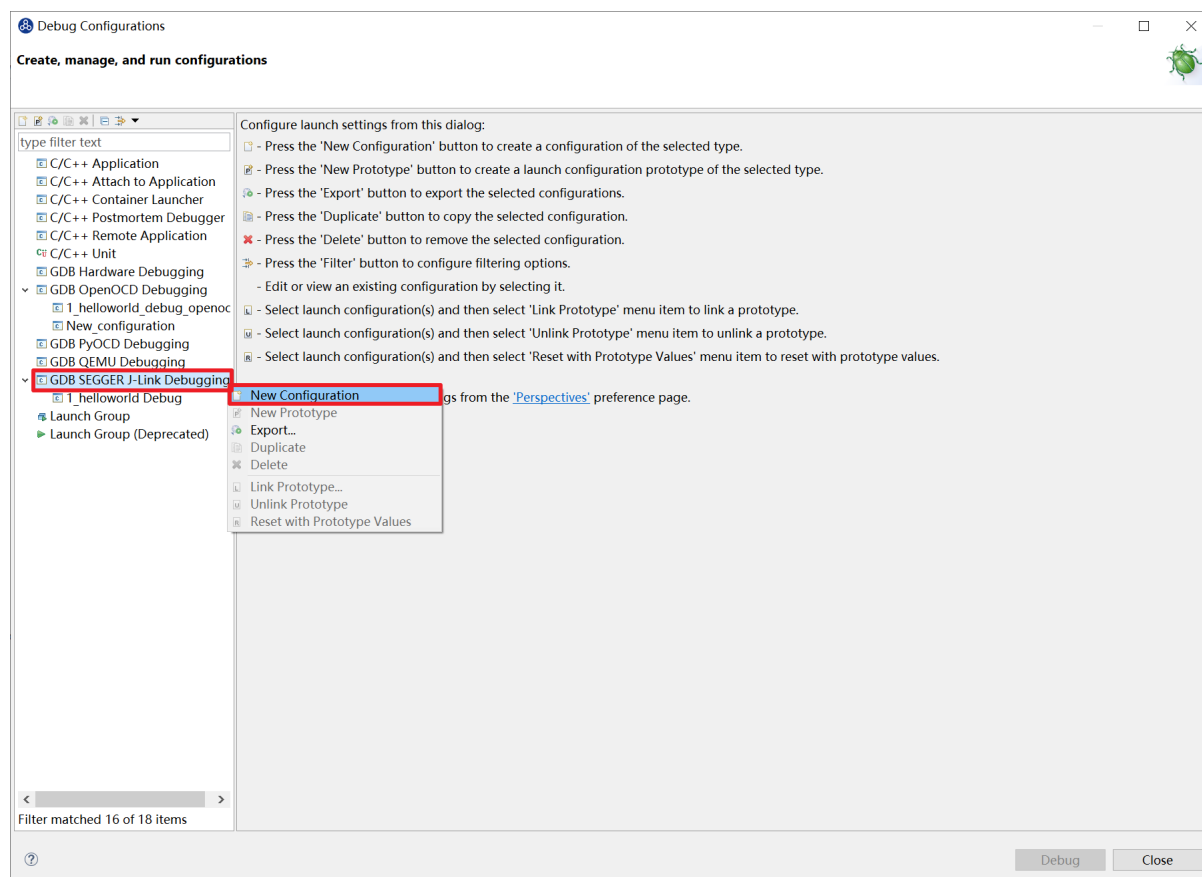 Debug Configurations
Create, manage, and run configurations
type filter text
C/C++ Application
C/C++ Attach to Application
C/C++ Container Launcher
C/C++ Postmortem Debugger
C/C++ Remote Application
C/C++ Unit
GDB Hardware Debugging
GDB OpenOCD Debugging
1_helloworld_debug_openoc
New_configuration
GDB PyOCD Debugging
GDB QEMU Debugging
GDB SEGGER J-Link Debugging
1_helloworld Debug
Launch Group
Launch Group (Deprecated)
Filter matched 16 of 18 items
Configure launch settings from this dialog:
- Press the 'New Configuration' button to create a configuration of the selected type.
- Press the 'New Prototype' button to create a launch configuration prototype of the selected type.
- Press the 'Export' button to export the selected configurations.
- Press the 'Duplicate' button to copy the selected configuration.
- Press the 'Delete' button to remove the selected configuration.
- Press the 'Filter' button to configure filtering options.
- Edit or view an existing configuration by selecting it.
- Select launch configuration(s) and then select 'Link Prototype' menu item to link a prototype.
- Select launch configuration(s) and then select 'Unlink Prototype' menu item to unlink a prototype.
- Select launch configuration(s) and then select 'Reset with Prototype Values' menu item to reset with prototype values.
gs from the 'Perspectives' preference page.
New Configuration
New Prototype
Export...
Duplicate
Delete
Link Prototype...
Unlink Prototype
Reset with Prototype Values
Debug
Close